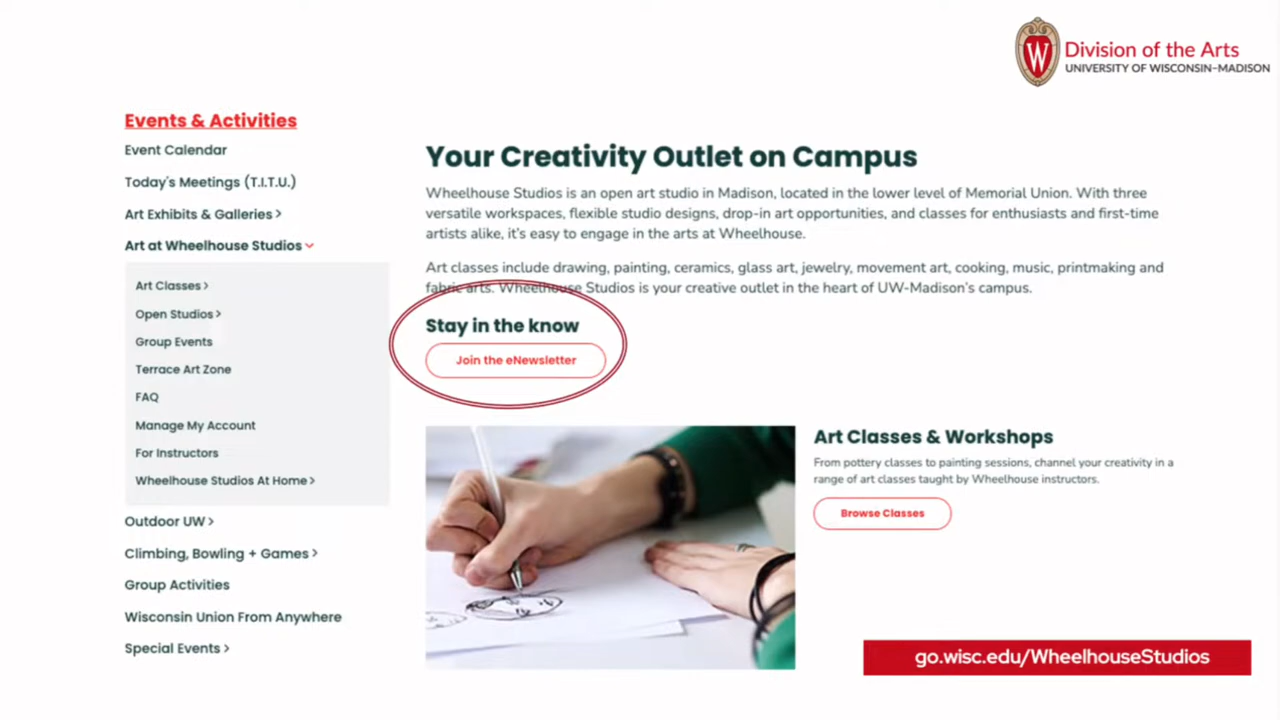 W
Division of the Arts
UNIVERSITY OF WISCONSIN–MADISON
Events & Activities
Event Calendar
Today's Meetings (T.I.T.U.)
Art Exhibits & Galleries >
Art at Wheelhouse Studios
Art Classes >
Open Studios >
Group Events
Terrace Art Zone
FAQ
Manage My Account
For Instructors
Wheelhouse Studios At Home >
Outdoor UW >
Climbing, Bowling + Games >
Group Activities
Wisconsin Union From Anywhere
Special Events >
Your Creativity Outlet on Campus
Wheelhouse Studios is an open art studio in Madison, located in the lower level of Memorial Union. With three
versatile workspaces, flexible studio designs, drop-in art opportunities, and classes for enthusiasts and first-time
artists alike, it's easy to engage in the arts at Wheelhouse.
Art classes include drawing, painting, ceramics, glass art, jewelry, movement art, cooking, music, printmaking and
fabric arts. Wheelhouse Studios is your creative outlet in the heart of UW-Madison's campus.
Stay in the know
Join the eNewsletter
Art Classes & Workshops
From pottery classes to painting sessions, channel your creativity in a
range of art classes taught by Wheelhouse instructors.
Browse Classes
go.wisc.edu/WheelhouseStudios